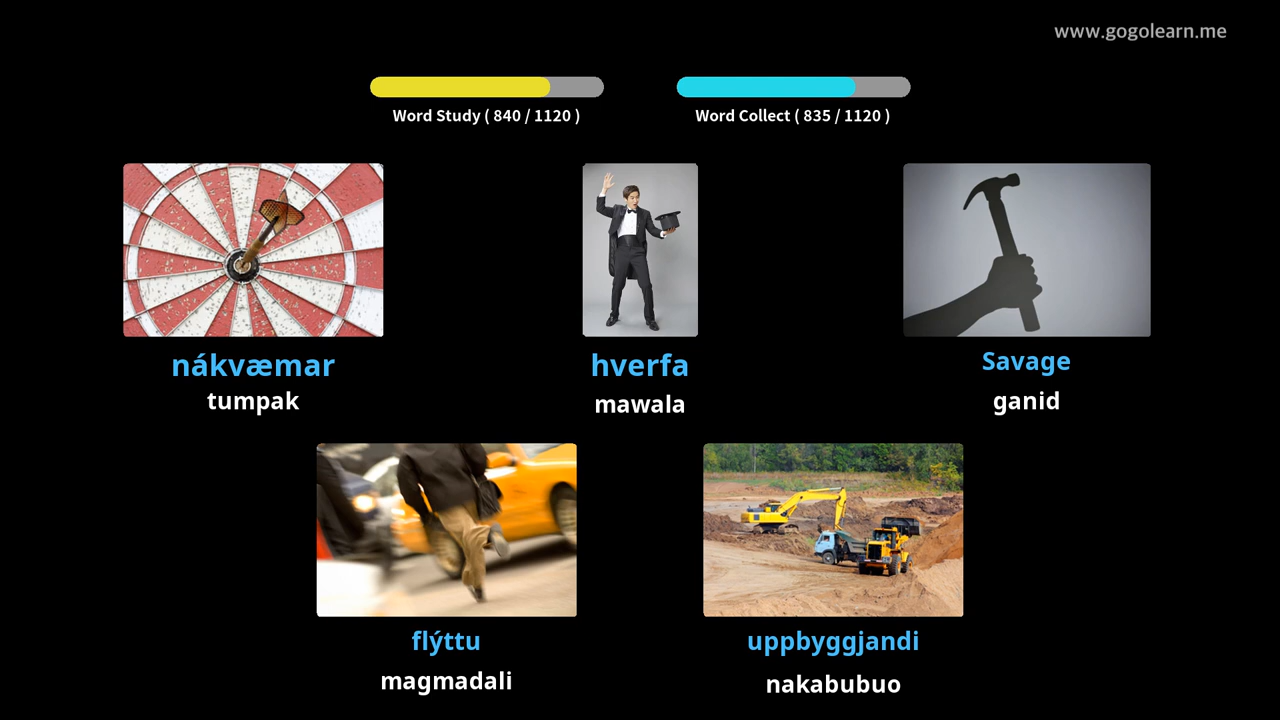 www.gogolearn.me
Word Study ( 840 / 1120 )
Word Collect ( 835 / 1120 )
nákvæmar
tumpak
hverfa
mawala
Savage
ganid
flýttu
magmadali
uppbyggjandi
nakabubuo